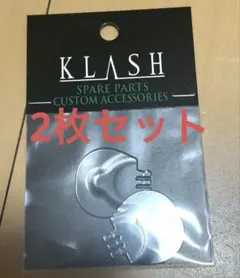 KLASH
SPARE PARTS
CUSTOM ACCESSORIES
2枚セット